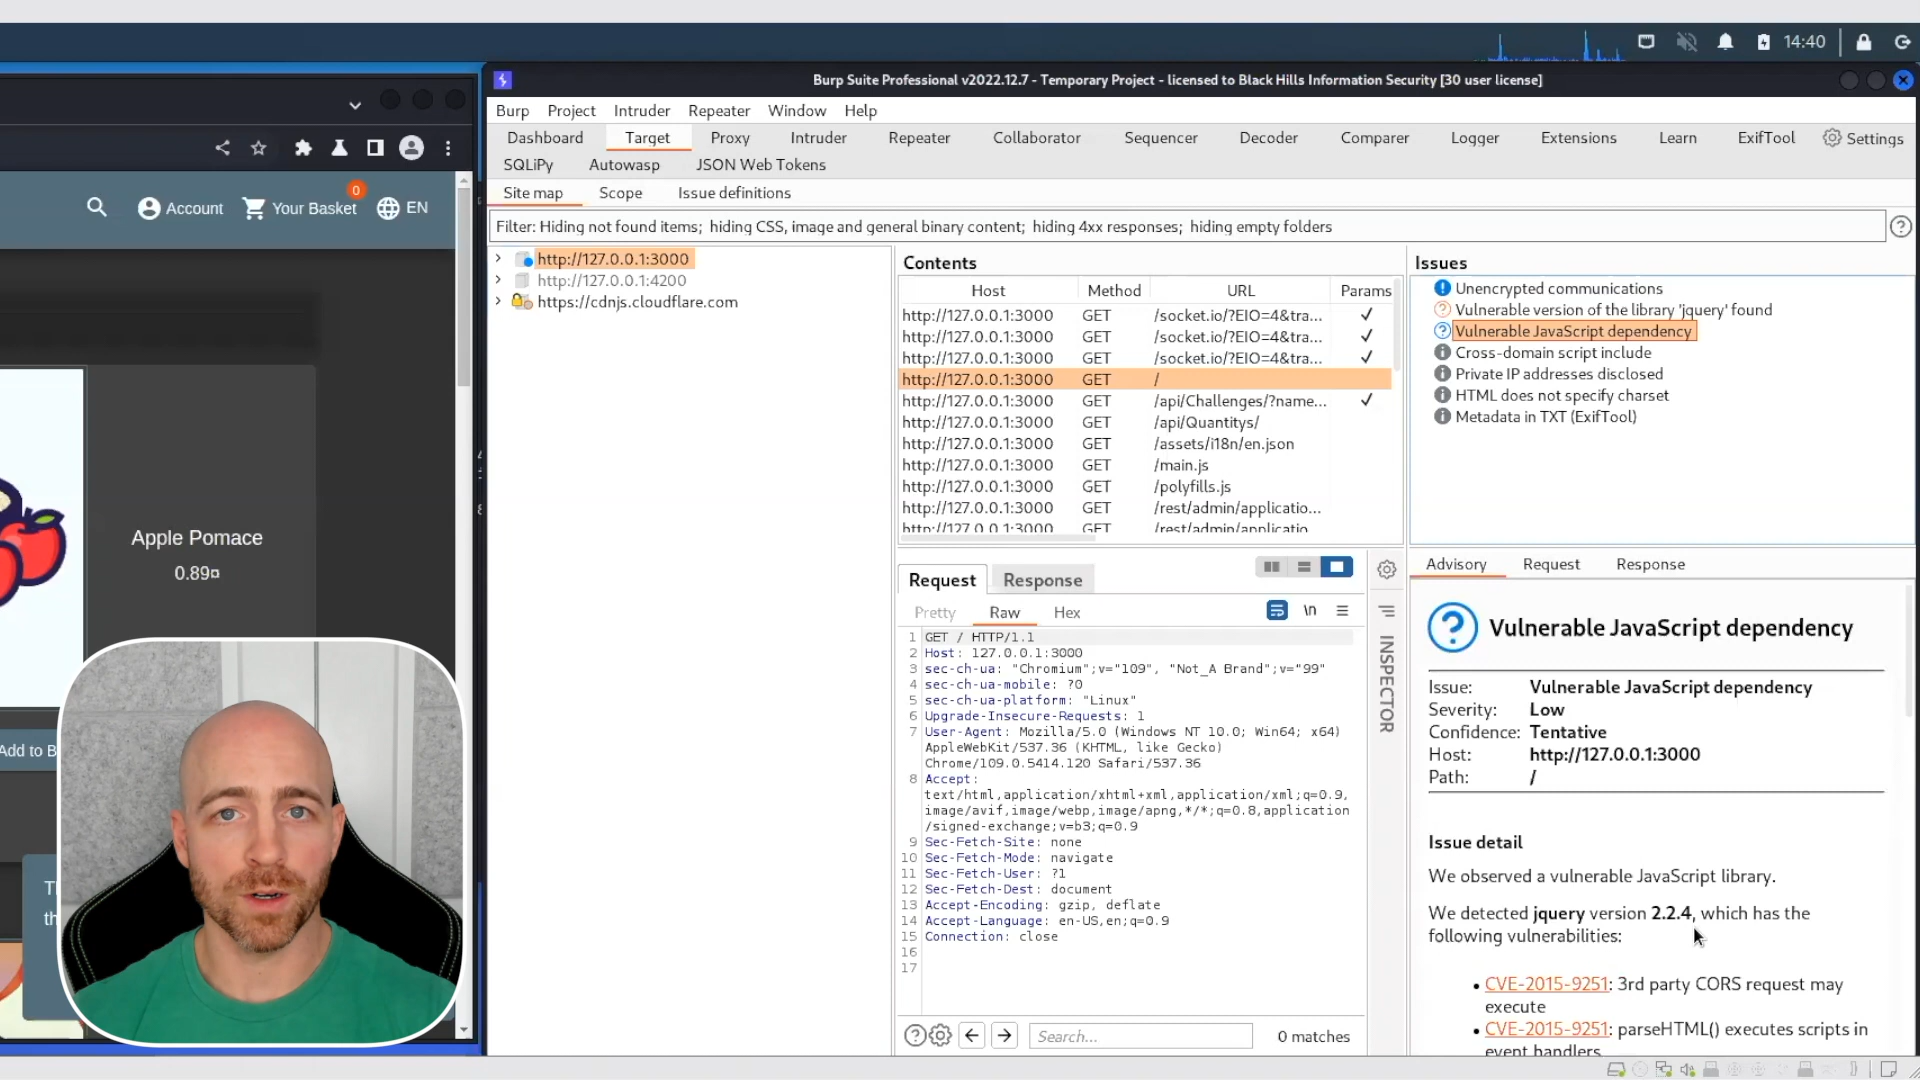 14:40
Burp Suite Professional v2022.12.7 - Temporary Project - licensed to Black Hills Information Security [30 user license]
Burp Project Intruder Repeater Window Help
Dashboard Target Proxy Intruder Repeater Collaborator Sequencer Decoder Comparer Logger Extensions Learn ExifTool Settings
SQLiPy Autowasp JSON Web Tokens
Site map Scope Issue definitions
Filter: Hiding not found items; hiding CSS, image and general binary content; hiding 4xx responses; hiding empty folders
Account 0 Your Basket EN
Apple Pomace
0.89¤
Add to B
http://127.0.0.1:3000
http://127.0.0.1:4200
https://cdnjs.cloudflare.com
Contents
Host Method URL Params
http://127.0.0.1:3000 GET /socket.io/?EIO=4&tra... ✓
http://127.0.0.1:3000 GET /socket.io/?EIO=4&tra... ✓
http://127.0.0.1:3000 GET /socket.io/?EIO=4&tra... ✓
http://127.0.0.1:3000 GET /
http://127.0.0.1:3000 GET /api/Challenges/?name... ✓
http://127.0.0.1:3000 GET /api/Quantitys/
http://127.0.0.1:3000 GET /assets/i18n/en.json
http://127.0.0.1:3000 GET /main.js
http://127.0.0.1:3000 GET /polyfills.js
http://127.0.0.1:3000 GET /rest/admin/applicatio...
http://127.0.0.1:3000 GET /rest/admin/applicatio
Issues
Unencrypted communications
Vulnerable version of the library 'jquery' found
Vulnerable JavaScript dependency
Cross-domain script include
Private IP addresses disclosed
HTML does not specify charset
Metadata in TXT (ExifTool)
Request Response
Pretty Raw Hex
\n
INSPECTOR
1 GET / HTTP/1.1
2 Host: 127.0.0.1:3000
3 sec-ch-ua: "Chromium";v="109", "Not_A Brand";v="99"
4 sec-ch-ua-mobile: ?0
5 sec-ch-ua-platform: "Linux"
6 Upgrade-Insecure-Requests: 1
7 User-Agent: Mozilla/5.0 (Windows NT 10.0; Win64; x64)
AppleWebKit/537.36 (KHTML, like Gecko)
Chrome/109.0.5414.120 Safari/537.36
8 Accept:
text/html,application/xhtml+xml,application/xml;q=0.9,
image/avif,image/webp,image/apng,*/*;q=0.8,application
/signed-exchange;v=b3;q=0.9
9 Sec-Fetch-Site: none
10 Sec-Fetch-Mode: navigate
11 Sec-Fetch-User: ?1
12 Sec-Fetch-Dest: document
13 Accept-Encoding: gzip, deflate
14 Accept-Language: en-US,en;q=0.9
15 Connection: close
16
17
Search... 0 matches
Advisory Request Response
Vulnerable JavaScript dependency
Issue: Vulnerable JavaScript dependency
Severity: Low
Confidence: Tentative
Host: http://127.0.0.1:3000
Path: /
Issue detail
We observed a vulnerable JavaScript library.
We detected jquery version 2.2.4, which has the
following vulnerabilities:
CVE-2015-9251: 3rd party CORS request may
execute
CVE-2015-9251: parseHTML() executes scripts in
event handlers